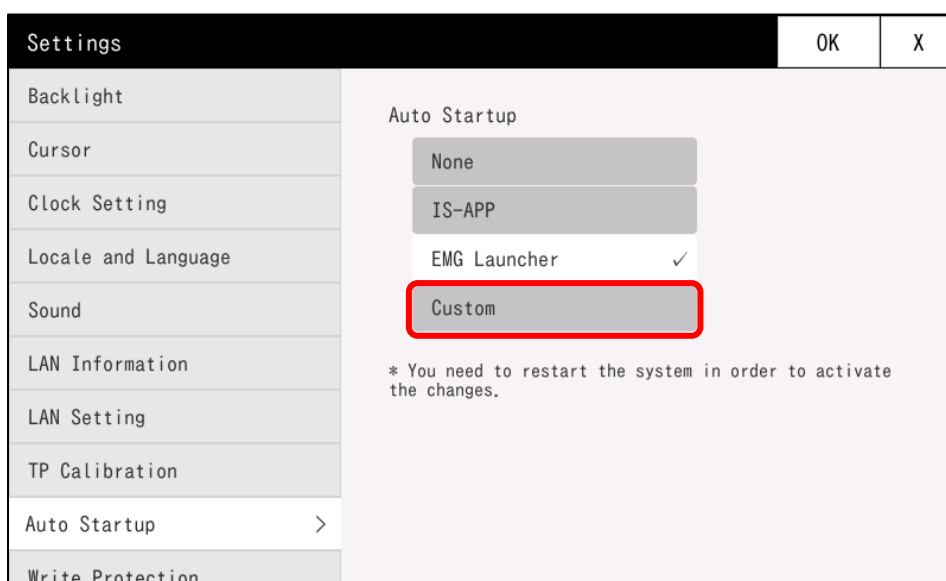 Settings
OK
X
Backlight
Cursor
Clock Setting
Locale and Language
Sound
LAN Information
LAN Setting
TP Calibration
Auto Startup >
Write Protection
Auto Startup
None
IS-APP
EMG Launcher ✓
Custom
* You need to restart the system in order to activate
the changes.